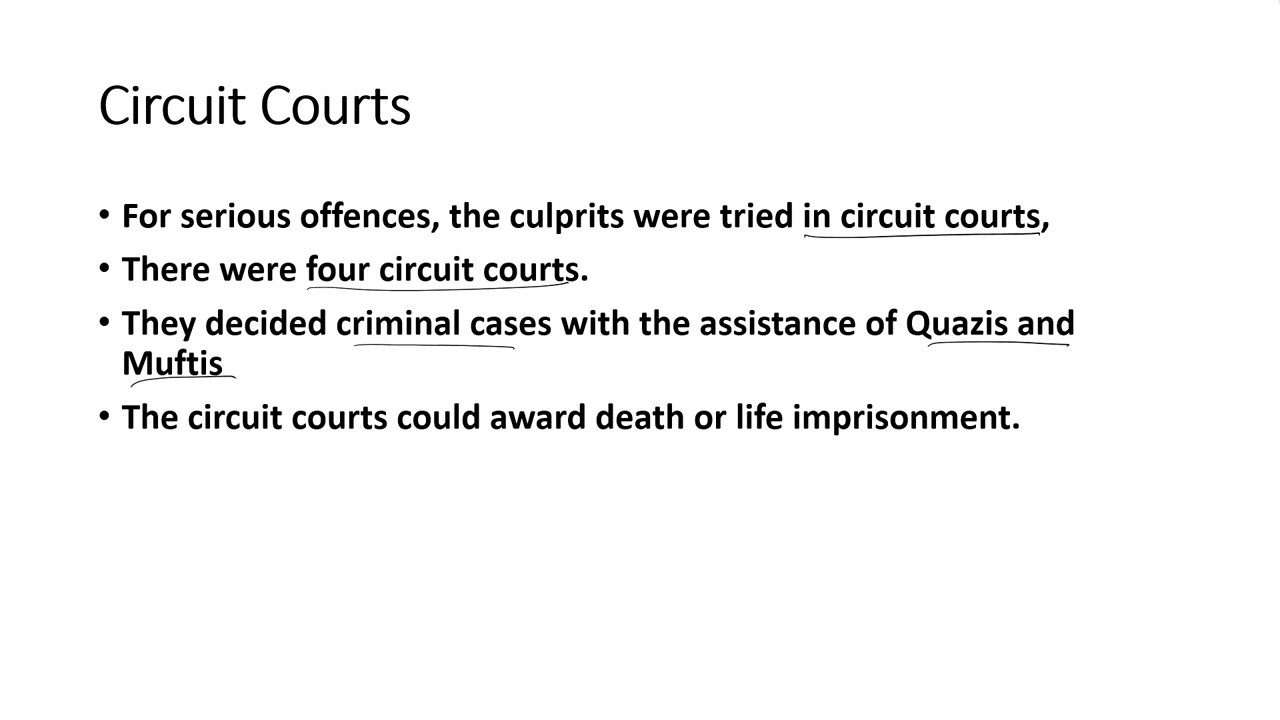 Circuit Courts
• For serious offences, the culprits were tried in circuit courts,
• There were four circuit courts.
• They decided criminal cases with the assistance of Quazis and
Muftis
• The circuit courts could award death or life imprisonment.